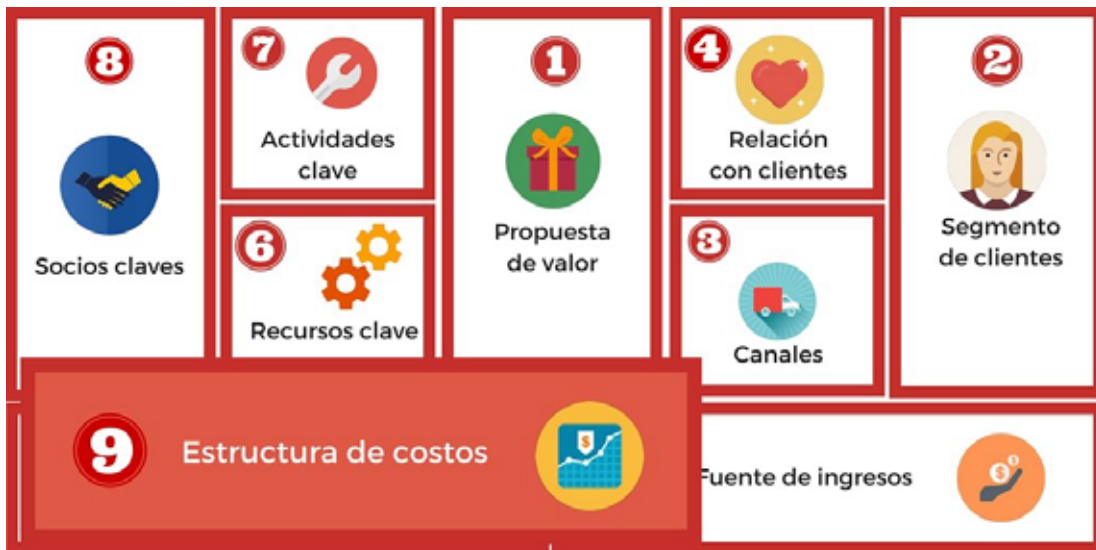 8
Socios claves
7
Actividades
clave
6
Recursos clave
1
Propuesta
de valor
4
Relación
con clientes
3
Canales
2
Segmento
de clientes
9
Estructura de costos
Fuente de ingresos